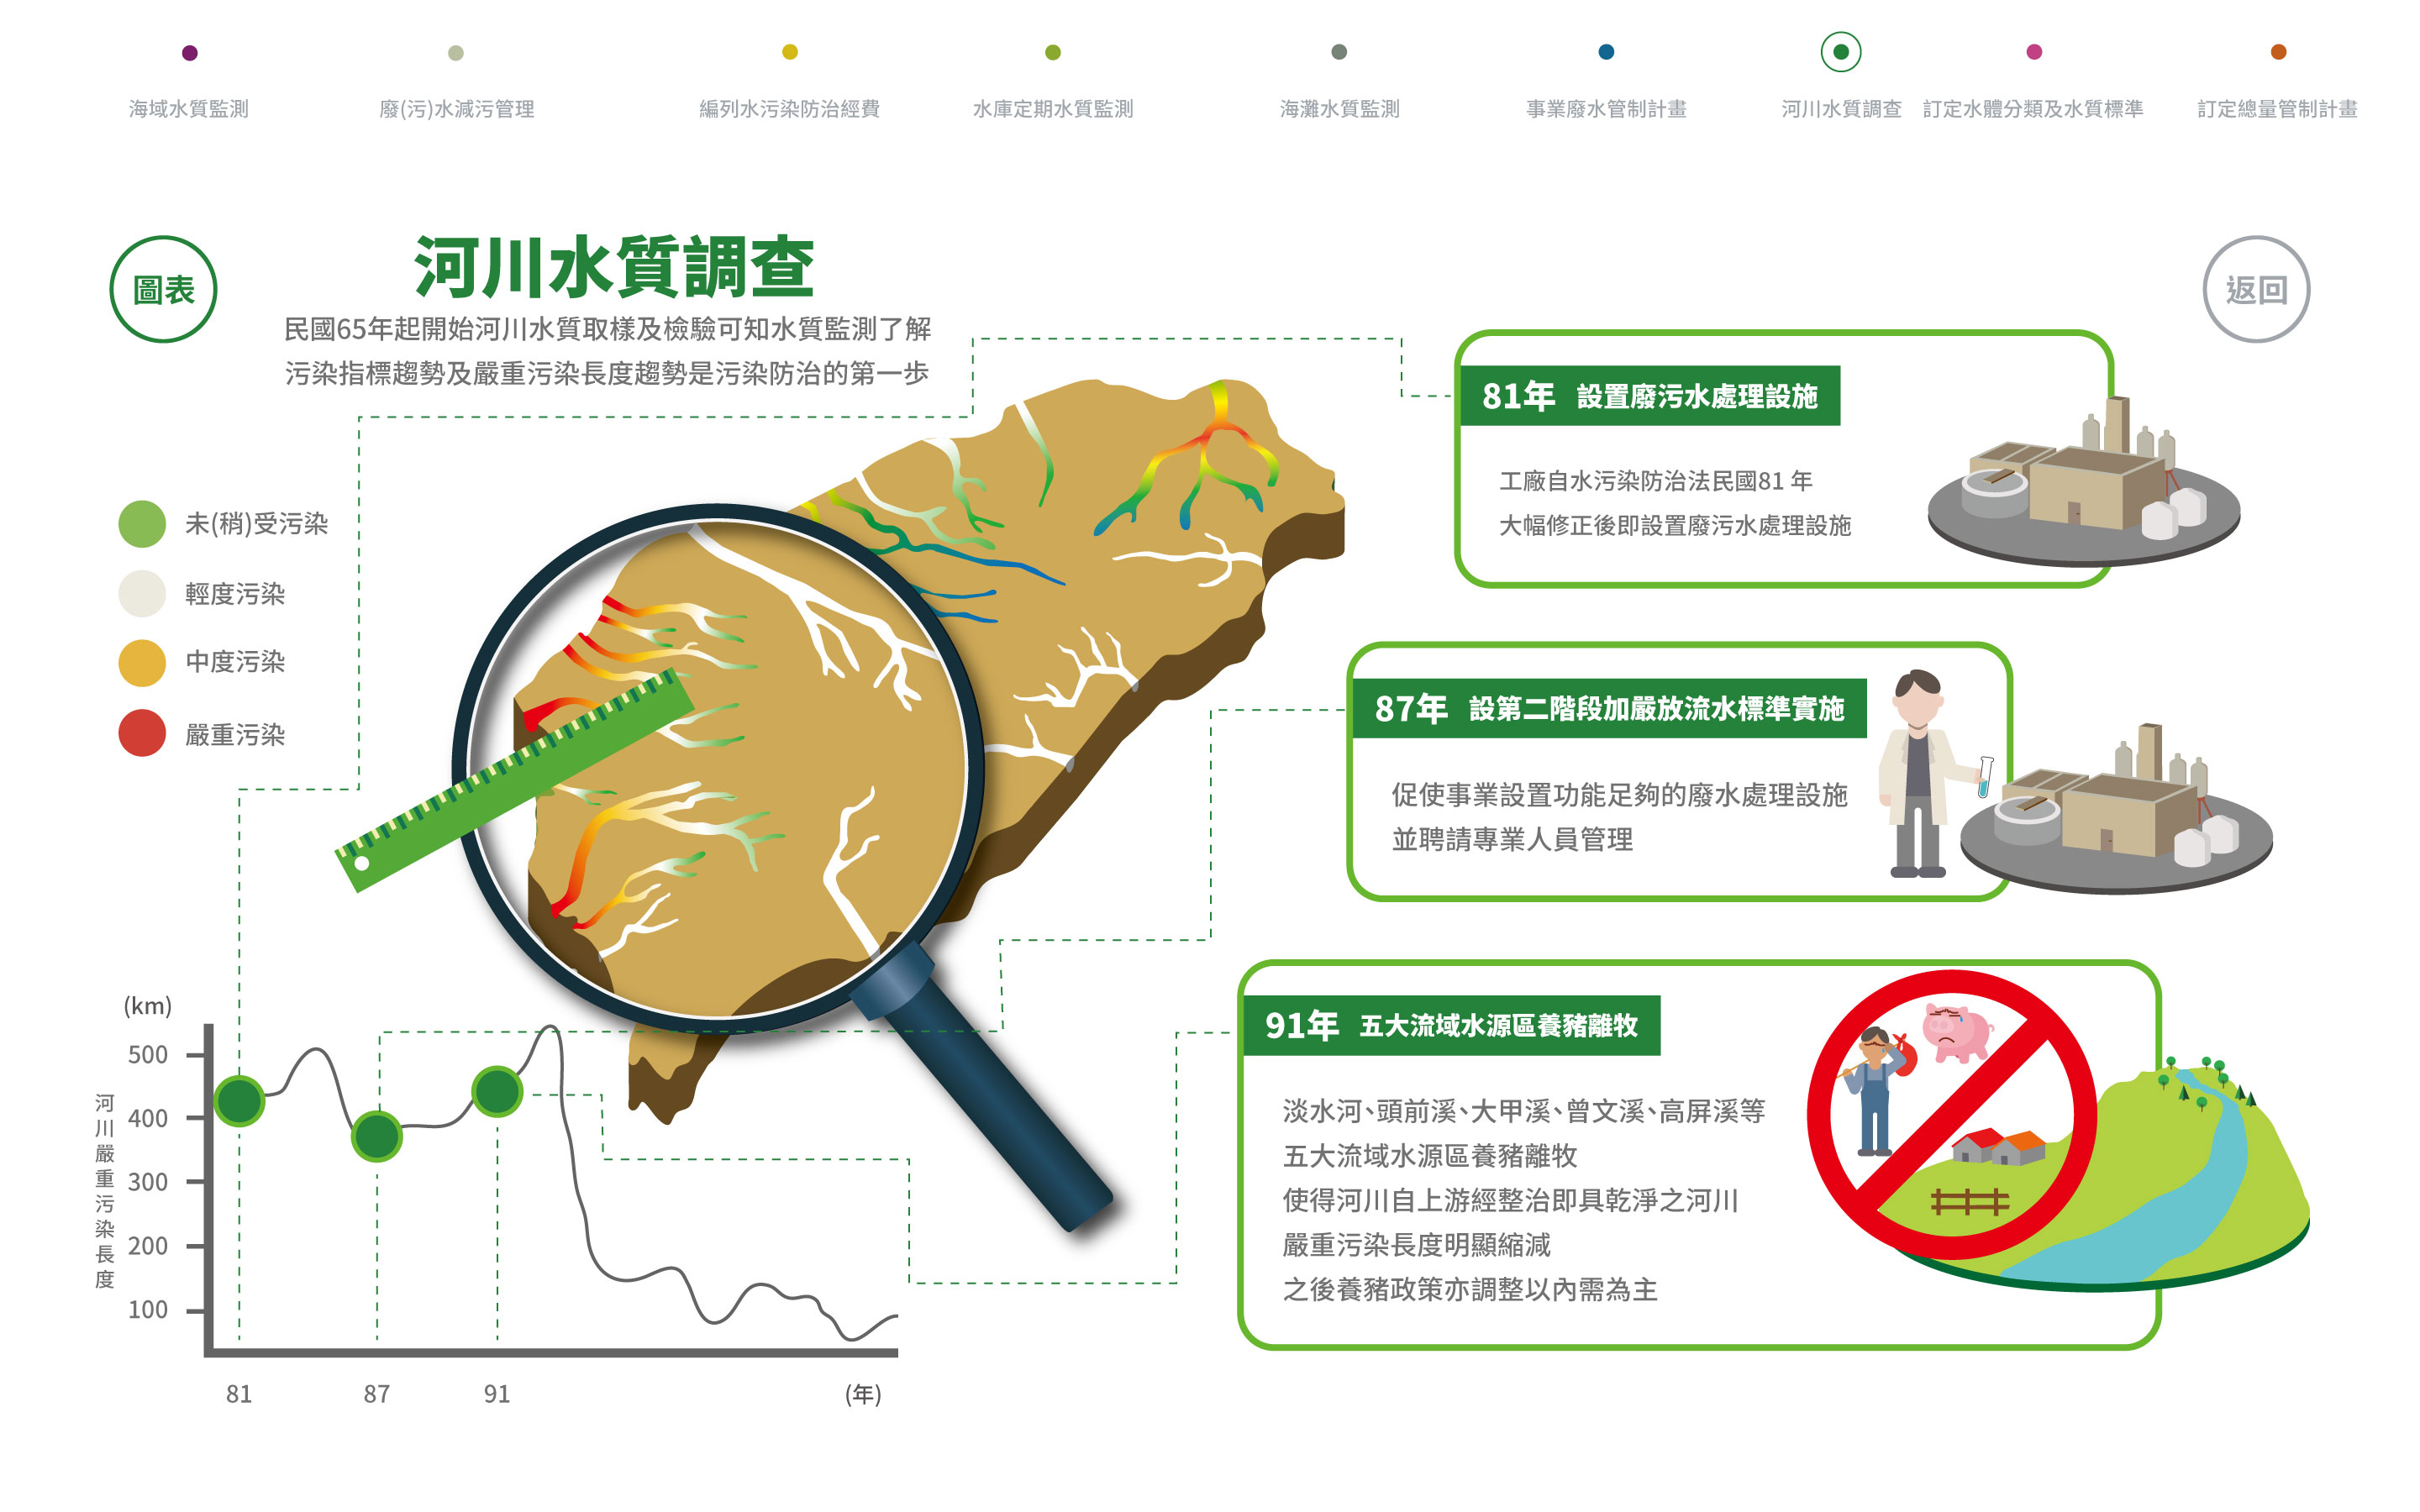 海域水質監測
廢(污)水減污管理
編列水污染防治經費
水庫定期水質監測
海灘水質監測
事業廢水管制計畫
河川水質調查
訂定水體分類及水質標準
訂定總量管制計畫
圖表
河川水質調查
返回
民國65年起開始河川水質取樣及檢驗可知水質監測了解
污染指標趨勢及嚴重污染長度趨勢是污染防治的第一步
未(稍)受污染
輕度污染
中度污染
嚴重污染
81年 設置廢污水處理設施
工廠自水污染防治法民國81 年
大幅修正後即設置廢污水處理設施
87年 設第二階段加嚴放流水標準實施
促使事業設置功能足夠的廢水處理設施
並聘請專業人員管理
91年 五大流域水源區養豬離牧
淡水河、頭前溪、大甲溪、曾文溪、高屏溪等
五大流域水源區養豬離牧
使得河川自上游經整治即具乾淨之河川
嚴重污染長度明顯縮減
之後養豬政策亦調整以內需為主
(km)
500
400
300
200
100
河川嚴重污染長度
81
87
91
(年)